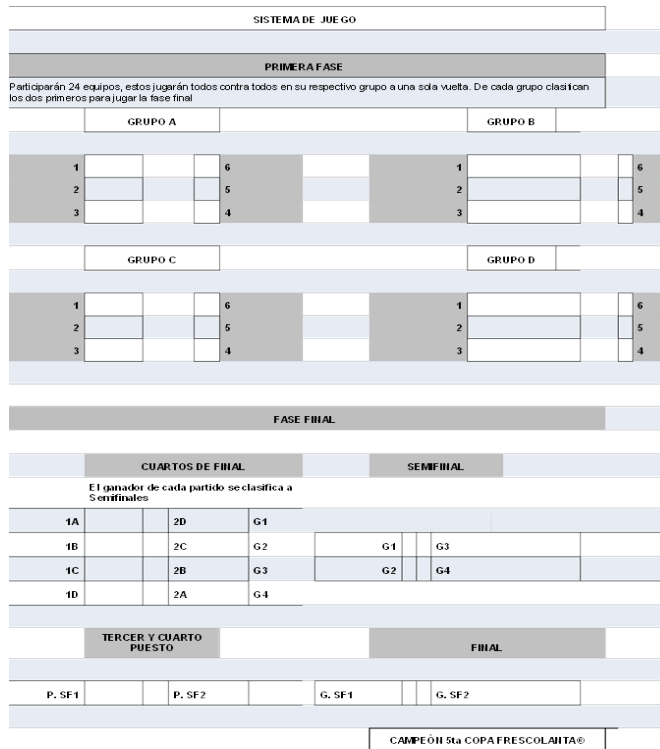 SISTEMA DE JUEGO
PRIMERA FASE
Participarán 24 equipos, estos jugarán todos contra todos en su respectivo grupo a una sola vuelta. De cada grupo clasifican
los dos primeros para jugar la fase final
GRUPO A GRUPO B
1 6 1 6
2 5 2 5
3 4 3 4
GRUPO C GRUPO D
1 6 1 6
2 5 2 5
3 4 3 4
FASE FINAL
CUARTOS DE FINAL SEMIFINAL
El ganador de cada partido se clasifica a
Semifinales
1A 2D G1
1B 2C G2 G1 G3
1C 2B G3 G2 G4
1D 2A G4
TERCER Y CUARTO
PUESTO FINAL
P. SF1 P. SF2 G. SF1 G. SF2
CAMPEÓN 5ta COPA FRESCOLANTA®